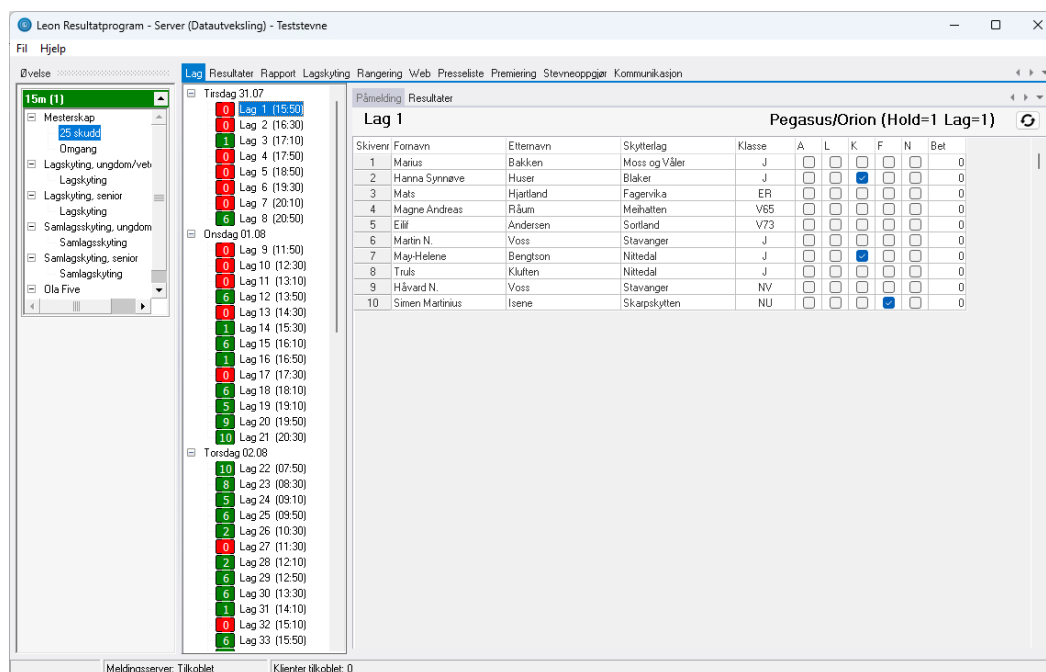 Leon Resultatprogram - Server (Datautveksling) - Teststevne
Fil Hjelp
Øvelse
15m (1)
Mesterskap
25 skudd
Omgang
Lagskyting, ungdom/vete
Lagskyting
Lagskyting, senior
Lagskyting
Samlagsskyting, ungdom
Samlagsskyting
Samlagskyting, senior
Samlagskyting
Ola Five
Lag Resultater Rapport Lagskyting Rangering Web Presseliste Premiering Stevneoppgjør Kommunikasjon
Tirsdag 31.07
0 Lag 1 (15:50)
0 Lag 2 (16:30)
1 Lag 3 (17:10)
0 Lag 4 (17:50)
0 Lag 5 (18:50)
0 Lag 6 (19:30)
0 Lag 7 (20:10)
6 Lag 8 (20:50)
Onsdag 01.08
0 Lag 9 (11:50)
0 Lag 10 (12:30)
0 Lag 11 (13:10)
6 Lag 12 (13:50)
0 Lag 13 (14:30)
1 Lag 14 (15:30)
6 Lag 15 (16:10)
1 Lag 16 (16:50)
0 Lag 17 (17:30)
6 Lag 18 (18:10)
5 Lag 19 (19:10)
9 Lag 20 (19:50)
10 Lag 21 (20:30)
Torsdag 02.08
10 Lag 22 (07:50)
8 Lag 23 (08:30)
5 Lag 24 (09:10)
6 Lag 25 (09:50)
2 Lag 26 (10:30)
0 Lag 27 (11:30)
2 Lag 28 (12:10)
6 Lag 29 (12:50)
6 Lag 30 (13:30)
1 Lag 31 (14:10)
0 Lag 32 (15:10)
6 Lag 33 (15:50)
Påmelding Resultater
Lag 1 Pegasus/Orion (Hold=1 Lag=1)
Skivenr Fornavn Etternavn Skytterlag Klasse A L K F N Bet
1 Marius Bakken Moss og Våler J 0
2 Hanna Synnøve Huser Blaker J 0
3 Mats Hjartland Fagervika ER 0
4 Magne Andreas Råum Meihatten V65 0
5 Eilif Andersen Sortland V73 0
6 Martin N. Voss Stavanger J 0
7 May-Helene Bengtson Nittedal J 0
8 Truls Kluften Nittedal J 0
9 Håvard N. Voss Stavanger NV 0
10 Simen Martinius Isene Skarpskytten NU 0
Meldingsserver: Tilkoblet Klienter tilkoblet: 0